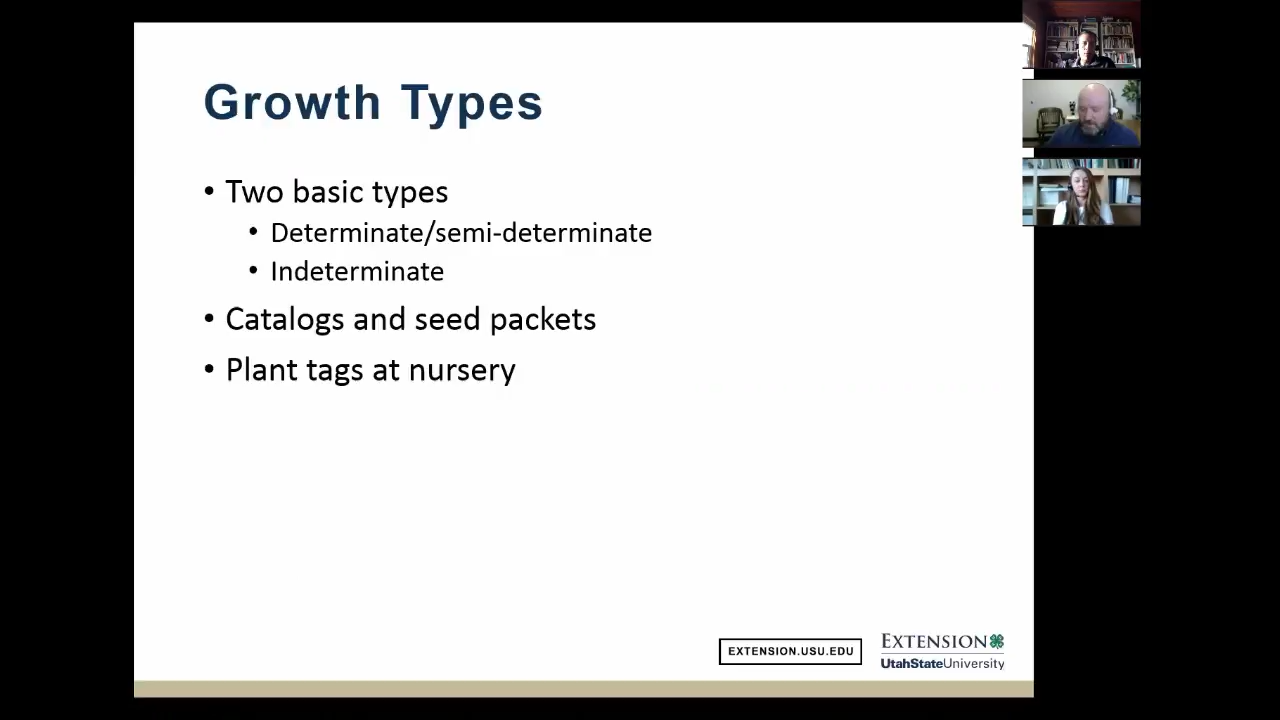 Growth Types
• Two basic types
• Determinate/semi-determinate
• Indeterminate
• Catalogs and seed packets
• Plant tags at nursery
EXTENSION.USU.EDU
EXTENSION
UtahStateUniversity